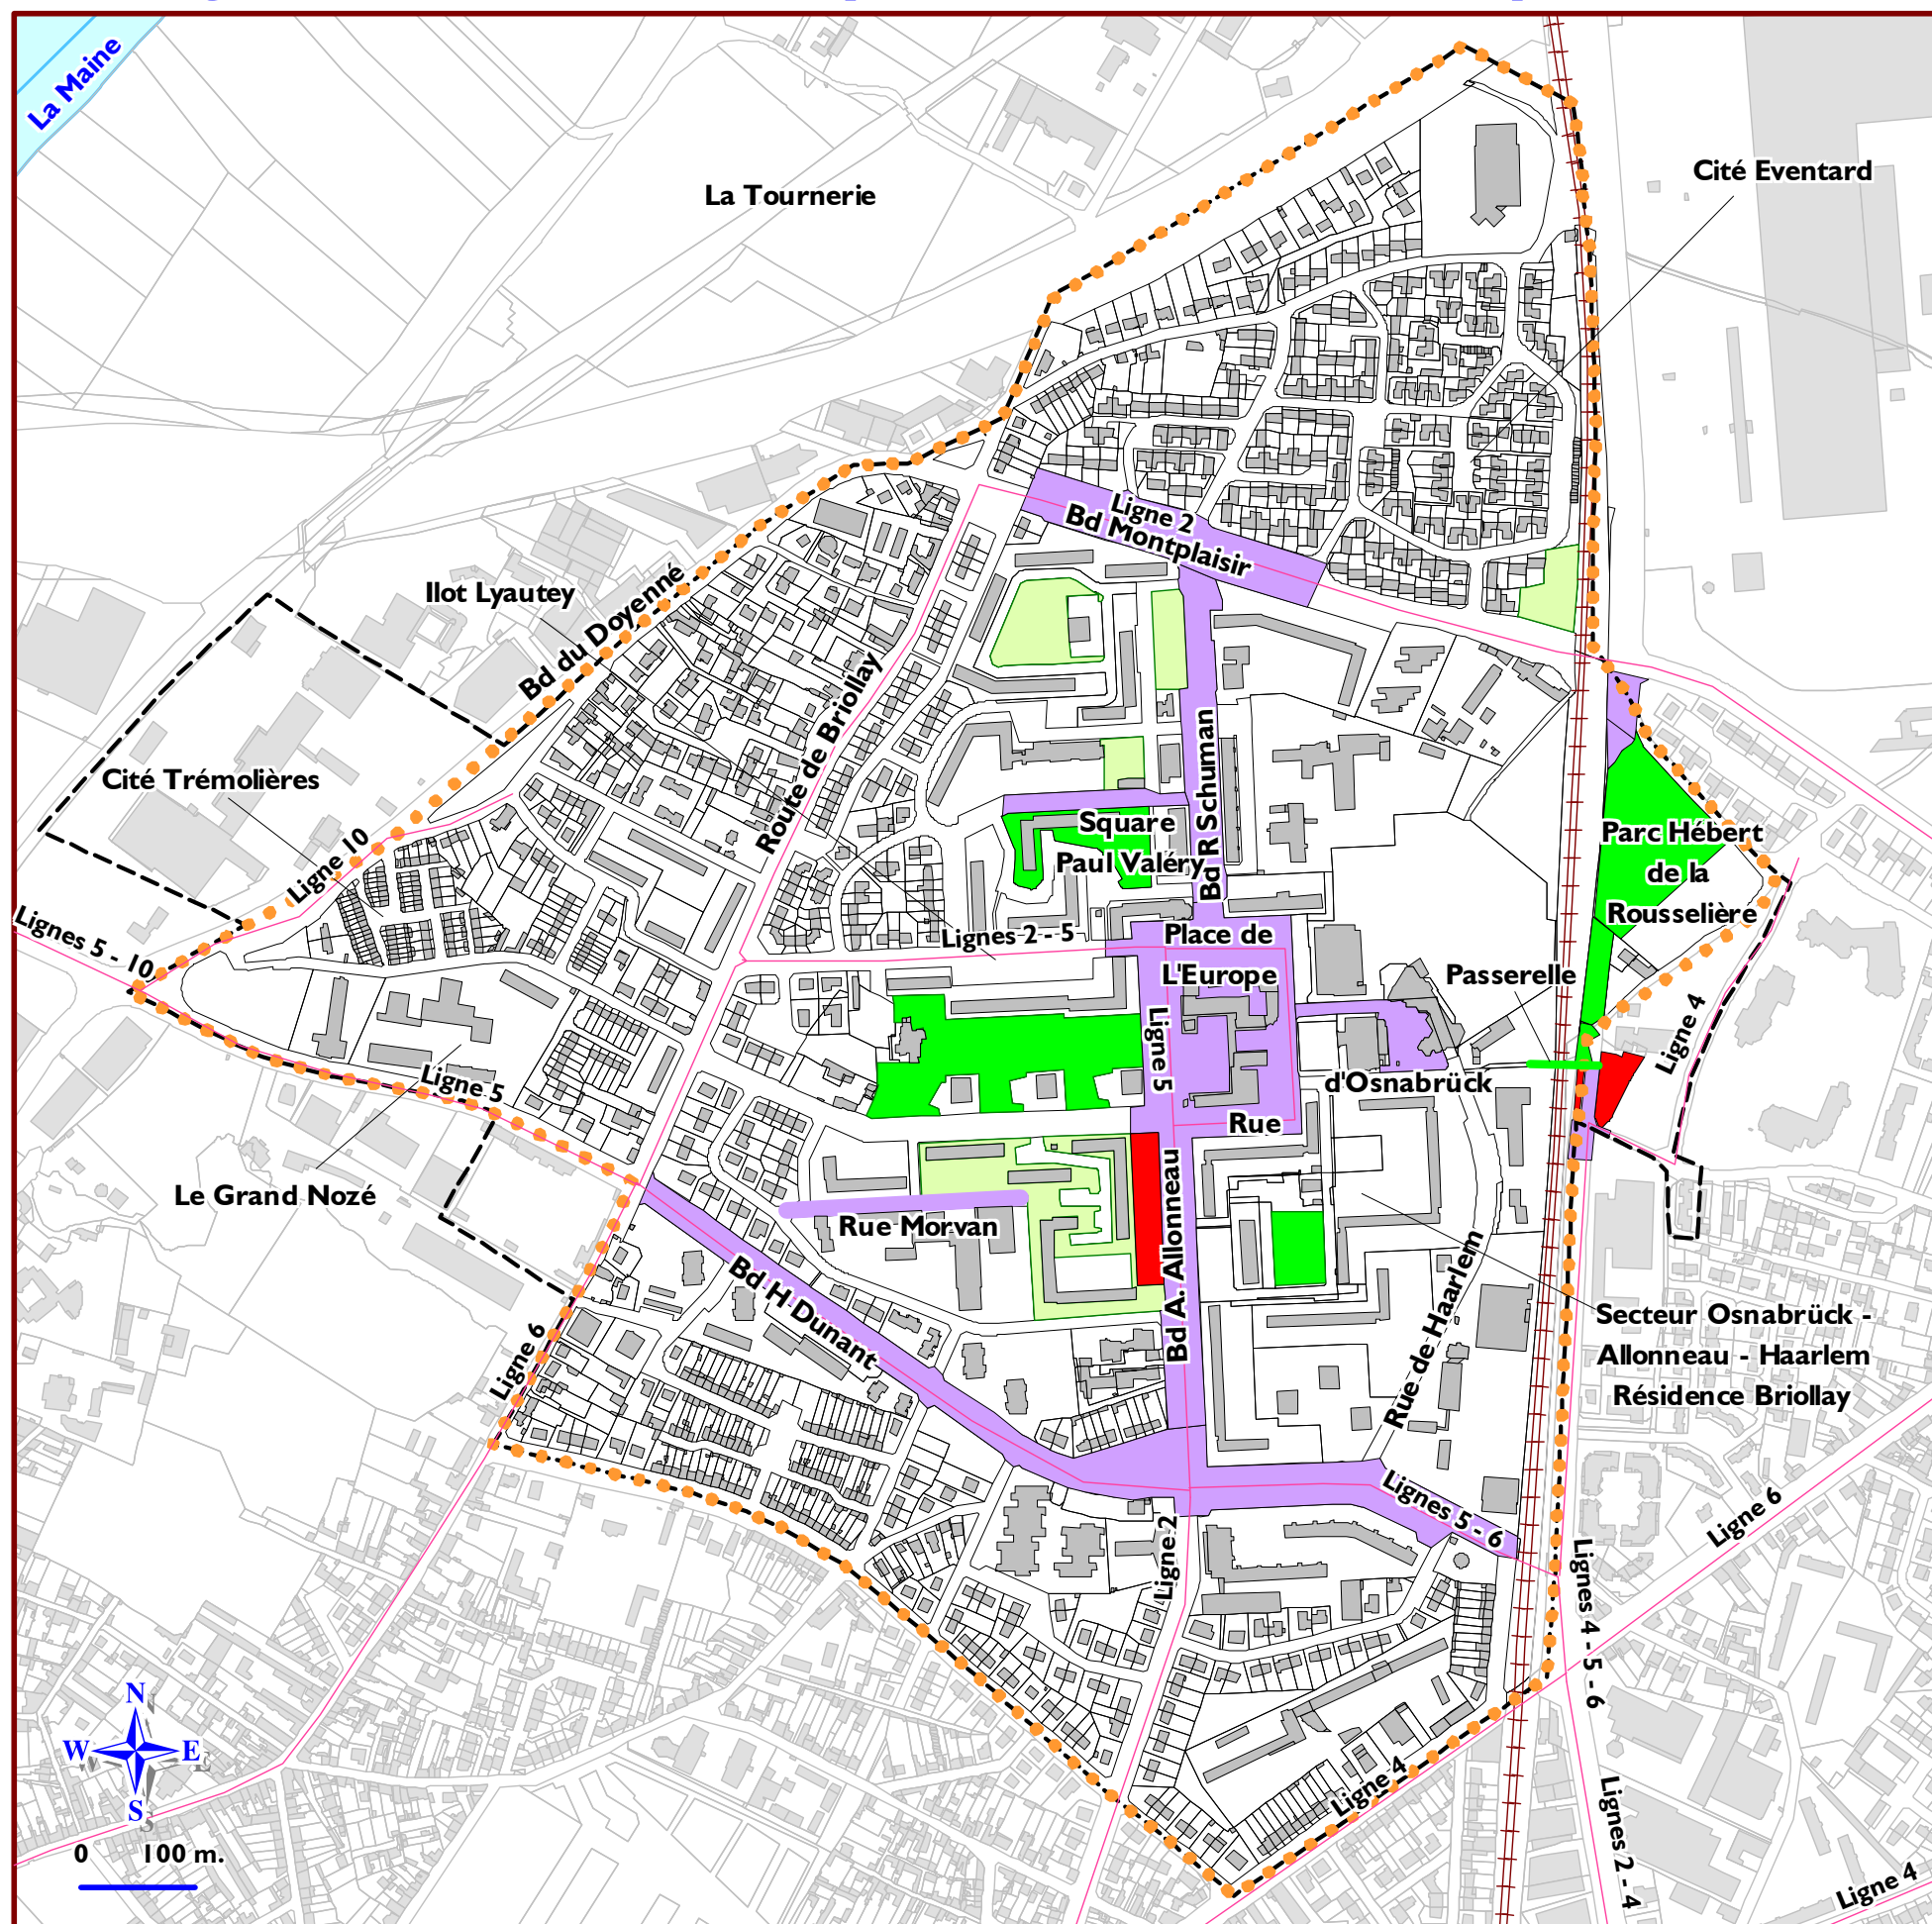 La Maine
La Tournerie
Cité Eventard
Ligne 2
Bd Montplaisir
Ilot Lyautey
Bd du Doyenné
Route de Briollay
Bd R Schuman
Cité Trémolières
Ligne 10
Lignes 5 - 10
Square
Paul Valéry
Parc Hébert
de la
Rousselière
Lignes 2 - 5
Place de
L'Europe
Passerelle
Ligne 5
Ligne 5
Ligne 4
d'Osnabrück
Rue
Le Grand Nozé
Rue Morvan
Bd A. Allonneau
Bd H Dunant
Rue de Haarlem
Secteur Osnabrück -
Allonneau - Haarlem
Résidence Briollay
Ligne 6
Lignes 5 - 6
Ligne 6
Ligne 2
Lignes 4 - 5 - 6
N
W
E
S
Ligne 4
Lignes 2 - 4
Ligne 4
0 100 m.